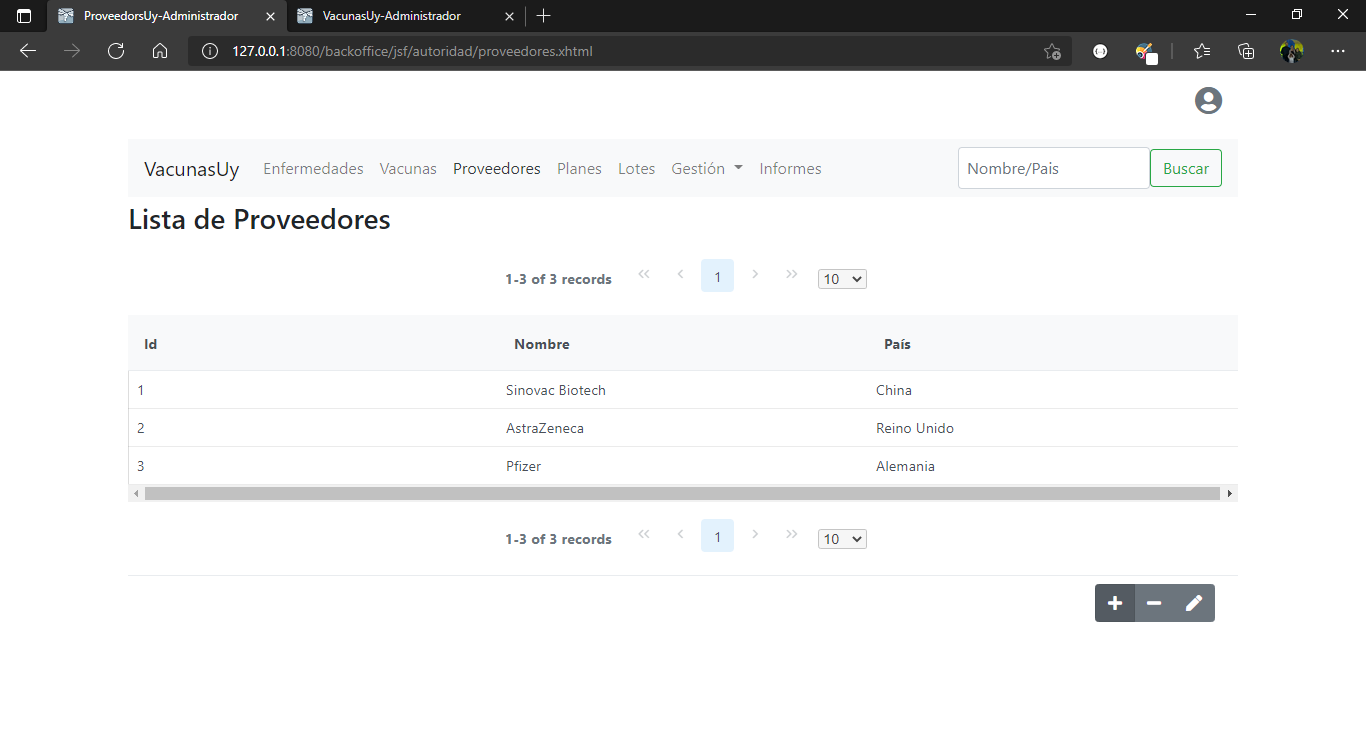 ProveedorsUy-Administrador
VacunasUy-Administrador
127.0.0.1:8080/backoffice/jsf/autoridad/proveedores.xhtml
VacunasUy Enfermedades Vacunas Proveedores Planes Lotes Gestión Informes Nombre/Pais Buscar
Lista de Proveedores
1-3 of 3 records 1 10
Id Nombre País
1 Sinovac Biotech China
2 AstraZeneca Reino Unido
3 Pfizer Alemania
1-3 of 3 records 1 10